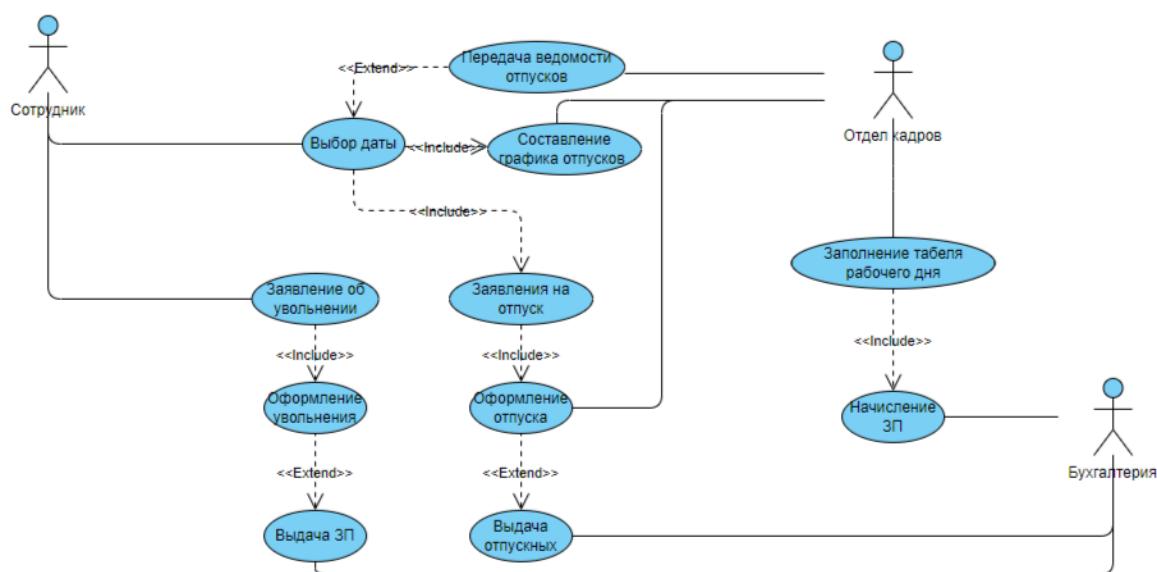 Передача ведомости
отпусков
<<Extend>>
Сотрудник
Отдел кадров
Выбор даты
<<Include>>
Составление
графика отпусков
<<Include>>
Заполнение табеля
рабочего дня
Заявление об
увольнении
Заявления на
отпуск
<<Include>>
<<Include>>
<<Include>>
Оформление
увольнения
Оформление
отпуска
Начисление
ЗП
Бухгалтерия
<<Extend>>
<<Extend>>
Выдача ЗП
Выдача
отпускных